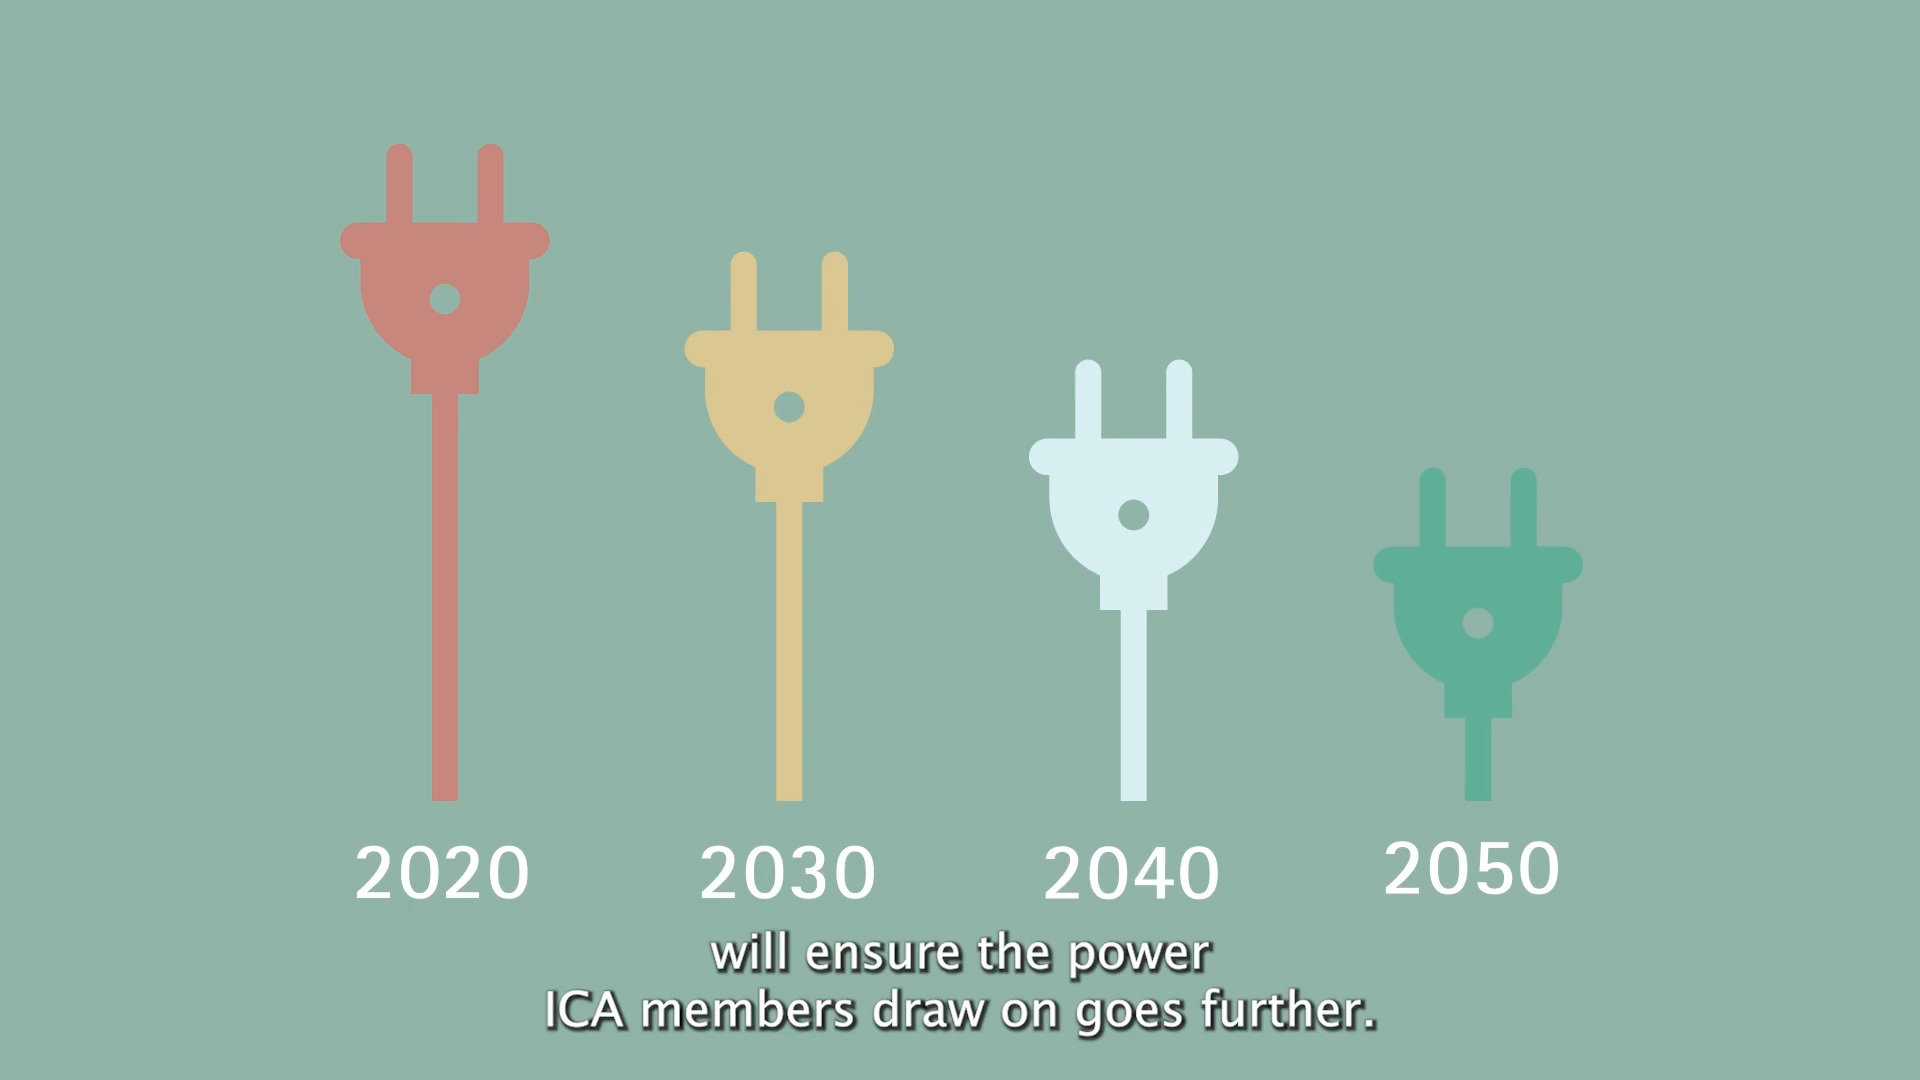 2020 2030 2040 2050
will ensure the power
ICA members draw on goes further.